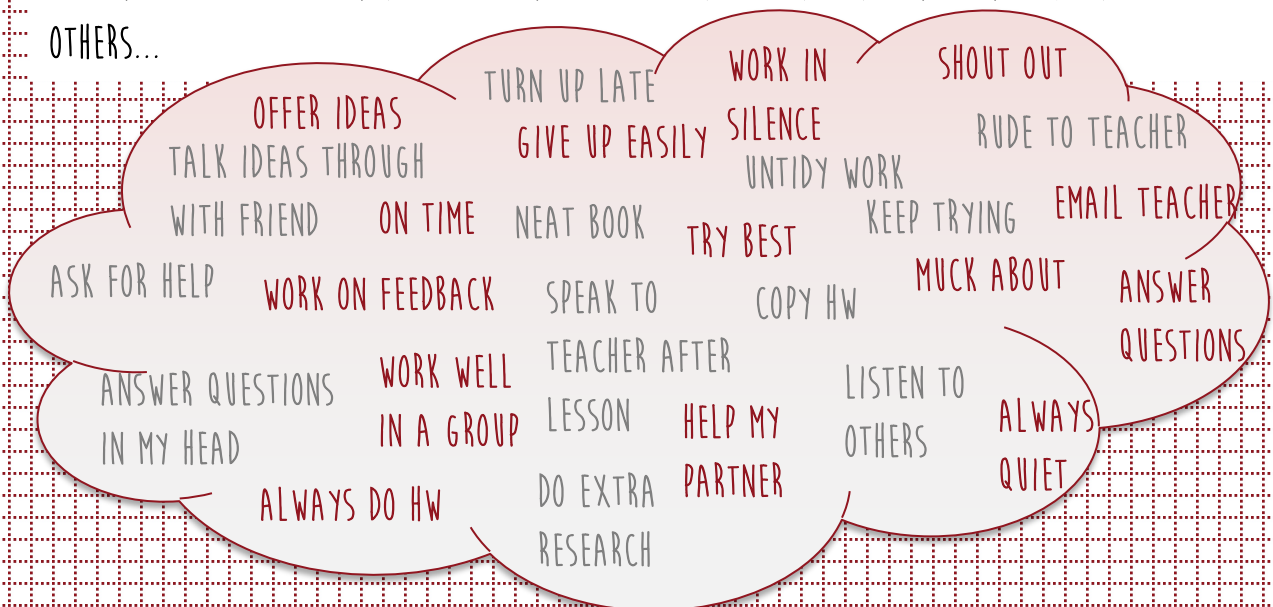 OTHERS...
OFFER IDEAS
TURN UP LATE
WORK IN
SILENCE
SHOUT OUT
GIVE UP EASILY
RUDE TO TEACHER
TALK IDEAS THROUGH
WITH FRIEND
ON TIME
NEAT BOOK
UNTIDY WORK
TRY BEST
KEEP TRYING
EMAIL TEACHER
ASK FOR HELP
WORK ON FEEDBACK
SPEAK TO
TEACHER AFTER
LESSON
COPY HW
MUCK ABOUT
ANSWER
QUESTIONS
ANSWER QUESTIONS
IN MY HEAD
WORK WELL
IN A GROUP
HELP MY
PARTNER
LISTEN TO
OTHERS
ALWAYS
QUIET
ALWAYS DO HW
DO EXTRA
RESEARCH